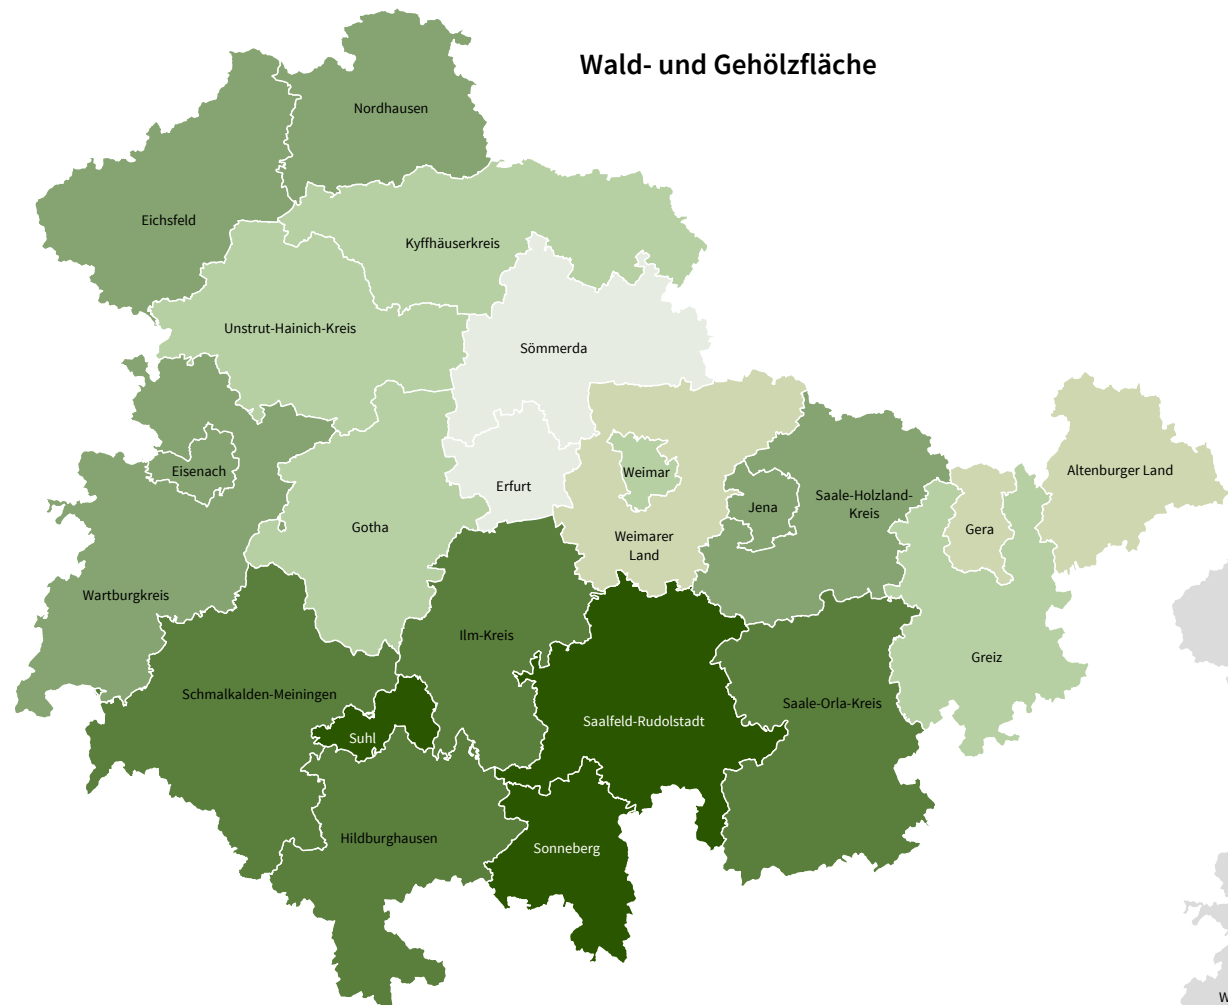 Wald- und Gehölzfläche
Nordhausen
Eichsfeld
Kyffhäuserkreis
Unstrut-Hainich-Kreis
Sömmerda
Eisenach
Erfurt
Weimar
Altenburger Land
Jena
Saale-Holzland-
Kreis
Gotha
Weimarer
Land
Gera
Wartburgkreis
Ilm-Kreis
Greiz
Schmalkalden-Meiningen
Saale-Orla-Kreis
Saalfeld-Rudolstadt
Suhl
Hildburghausen
Sonneberg
W